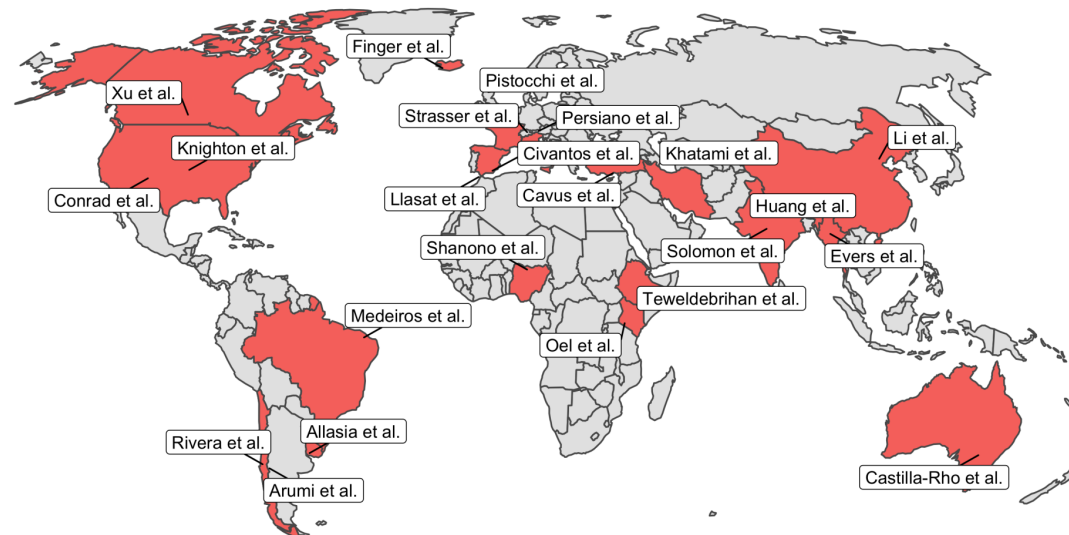 Finger et al.
Pistocchi et al.
Xu et al.
Strasser et al.
Persiano et al.
Li et al.
Knighton et al.
Civantos et al.
Khatami et al.
Conrad et al.
Llasat et al.
Cavus et al.
Huang et al.
Shanono et al.
Solomon et al.
Evers et al.
Teweldebrihan et al.
Medeiros et al.
Oel et al.
Allasia et al.
Rivera et al.
Castilla-Rho et al.
Arumi et al.